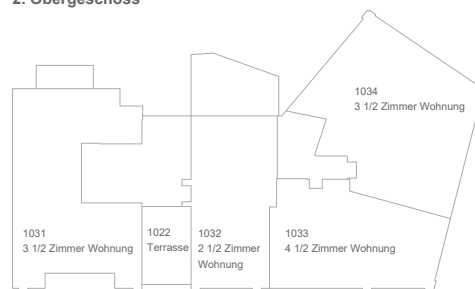 2. Obergeschoss
1034
3 1/2 Zimmer Wohnung
1031
3 1/2 Zimmer Wohnung
1022
Terrasse
1032
2 1/2 Zimmer
Wohnung
1033
4 1/2 Zimmer Wohnung